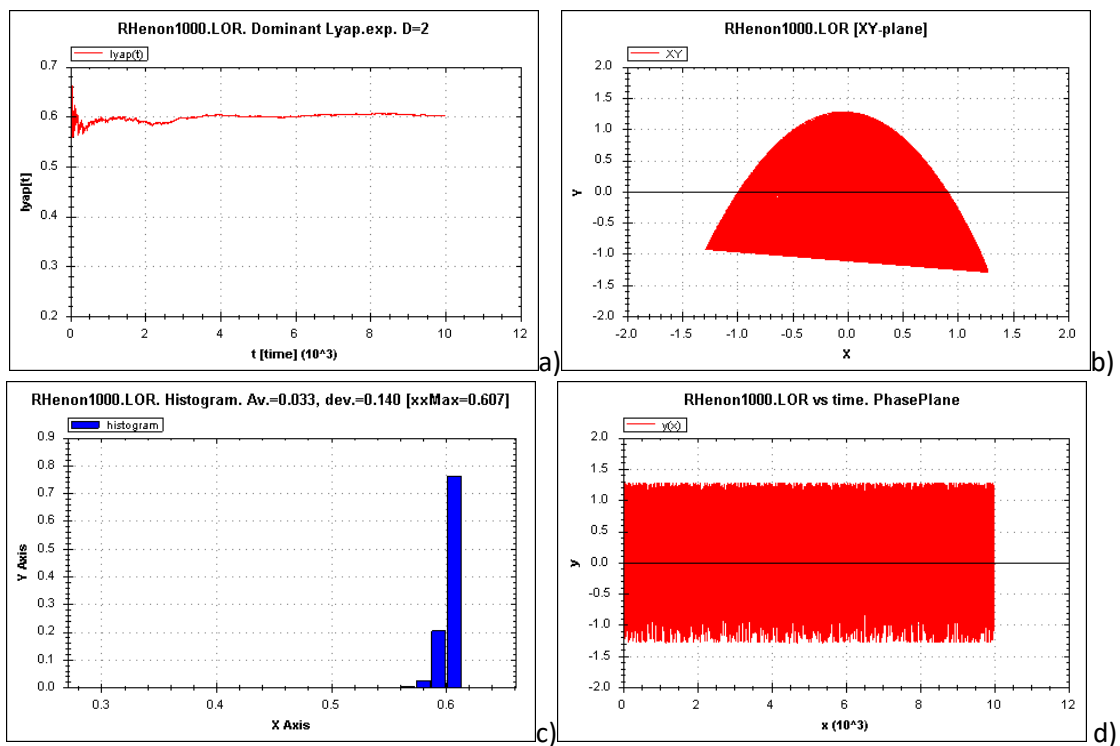 RHenon1000.LOR. Dominant Lyap.exp. D=2
lyap(t)
0.7
0.6
0.5
0.6
0.4
0.3
0.2
lyap[t]
0 2 4 6 8 10 12
t [time] (10^3)
a)
RHenon1000.LOR [XY-plane]
XY
2.0
1.5
1.0
0.5
0.0
-0.5
-1.0
-1.5
-2.0
Y
-2.0 -1.5 -1.0 -0.5 0.0 0.5 1.0 1.5 2.0
X
b)
RHenon1000.LOR. Histogram. Av.=0.033, dev.=0.140 [xxMax=0.607]
histogram
0.9
0.8
0.7
0.6
0.5
0.4
0.3
0.2
0.1
0.0
Y Axis
0.3 0.4 0.5 0.6
X Axis
c)
RHenon1000.LOR vs time. PhasePlane
y(x)
2.0
1.5
1.0
0.5
0.0
-0.5
-1.0
-1.5
-2.0
y
0 2 4 6 8 10 12
x (10^3)
d)